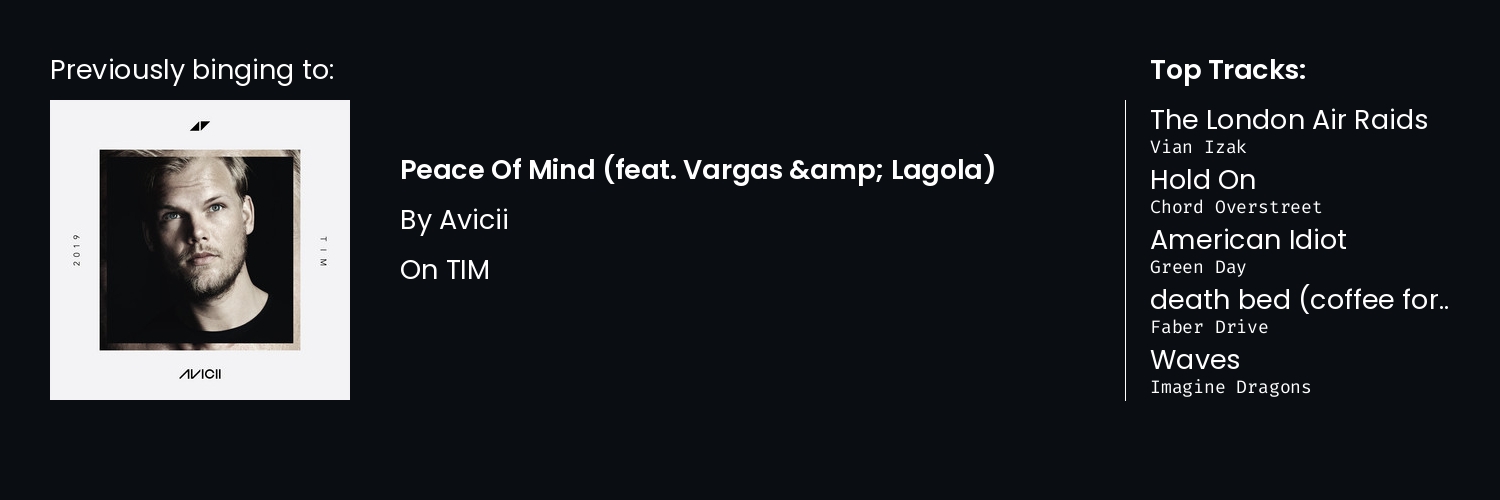 Previously binging to:
2019
TIM
AVICII
Peace Of Mind (feat. Vargas &amp; Lagola)
By Avicii
On TIM
Top Tracks:
The London Air Raids
Vian Izak
Hold On
Chord Overstreet
American Idiot
Green Day
death bed (coffee for..
Faber Drive
Waves
Imagine Dragons